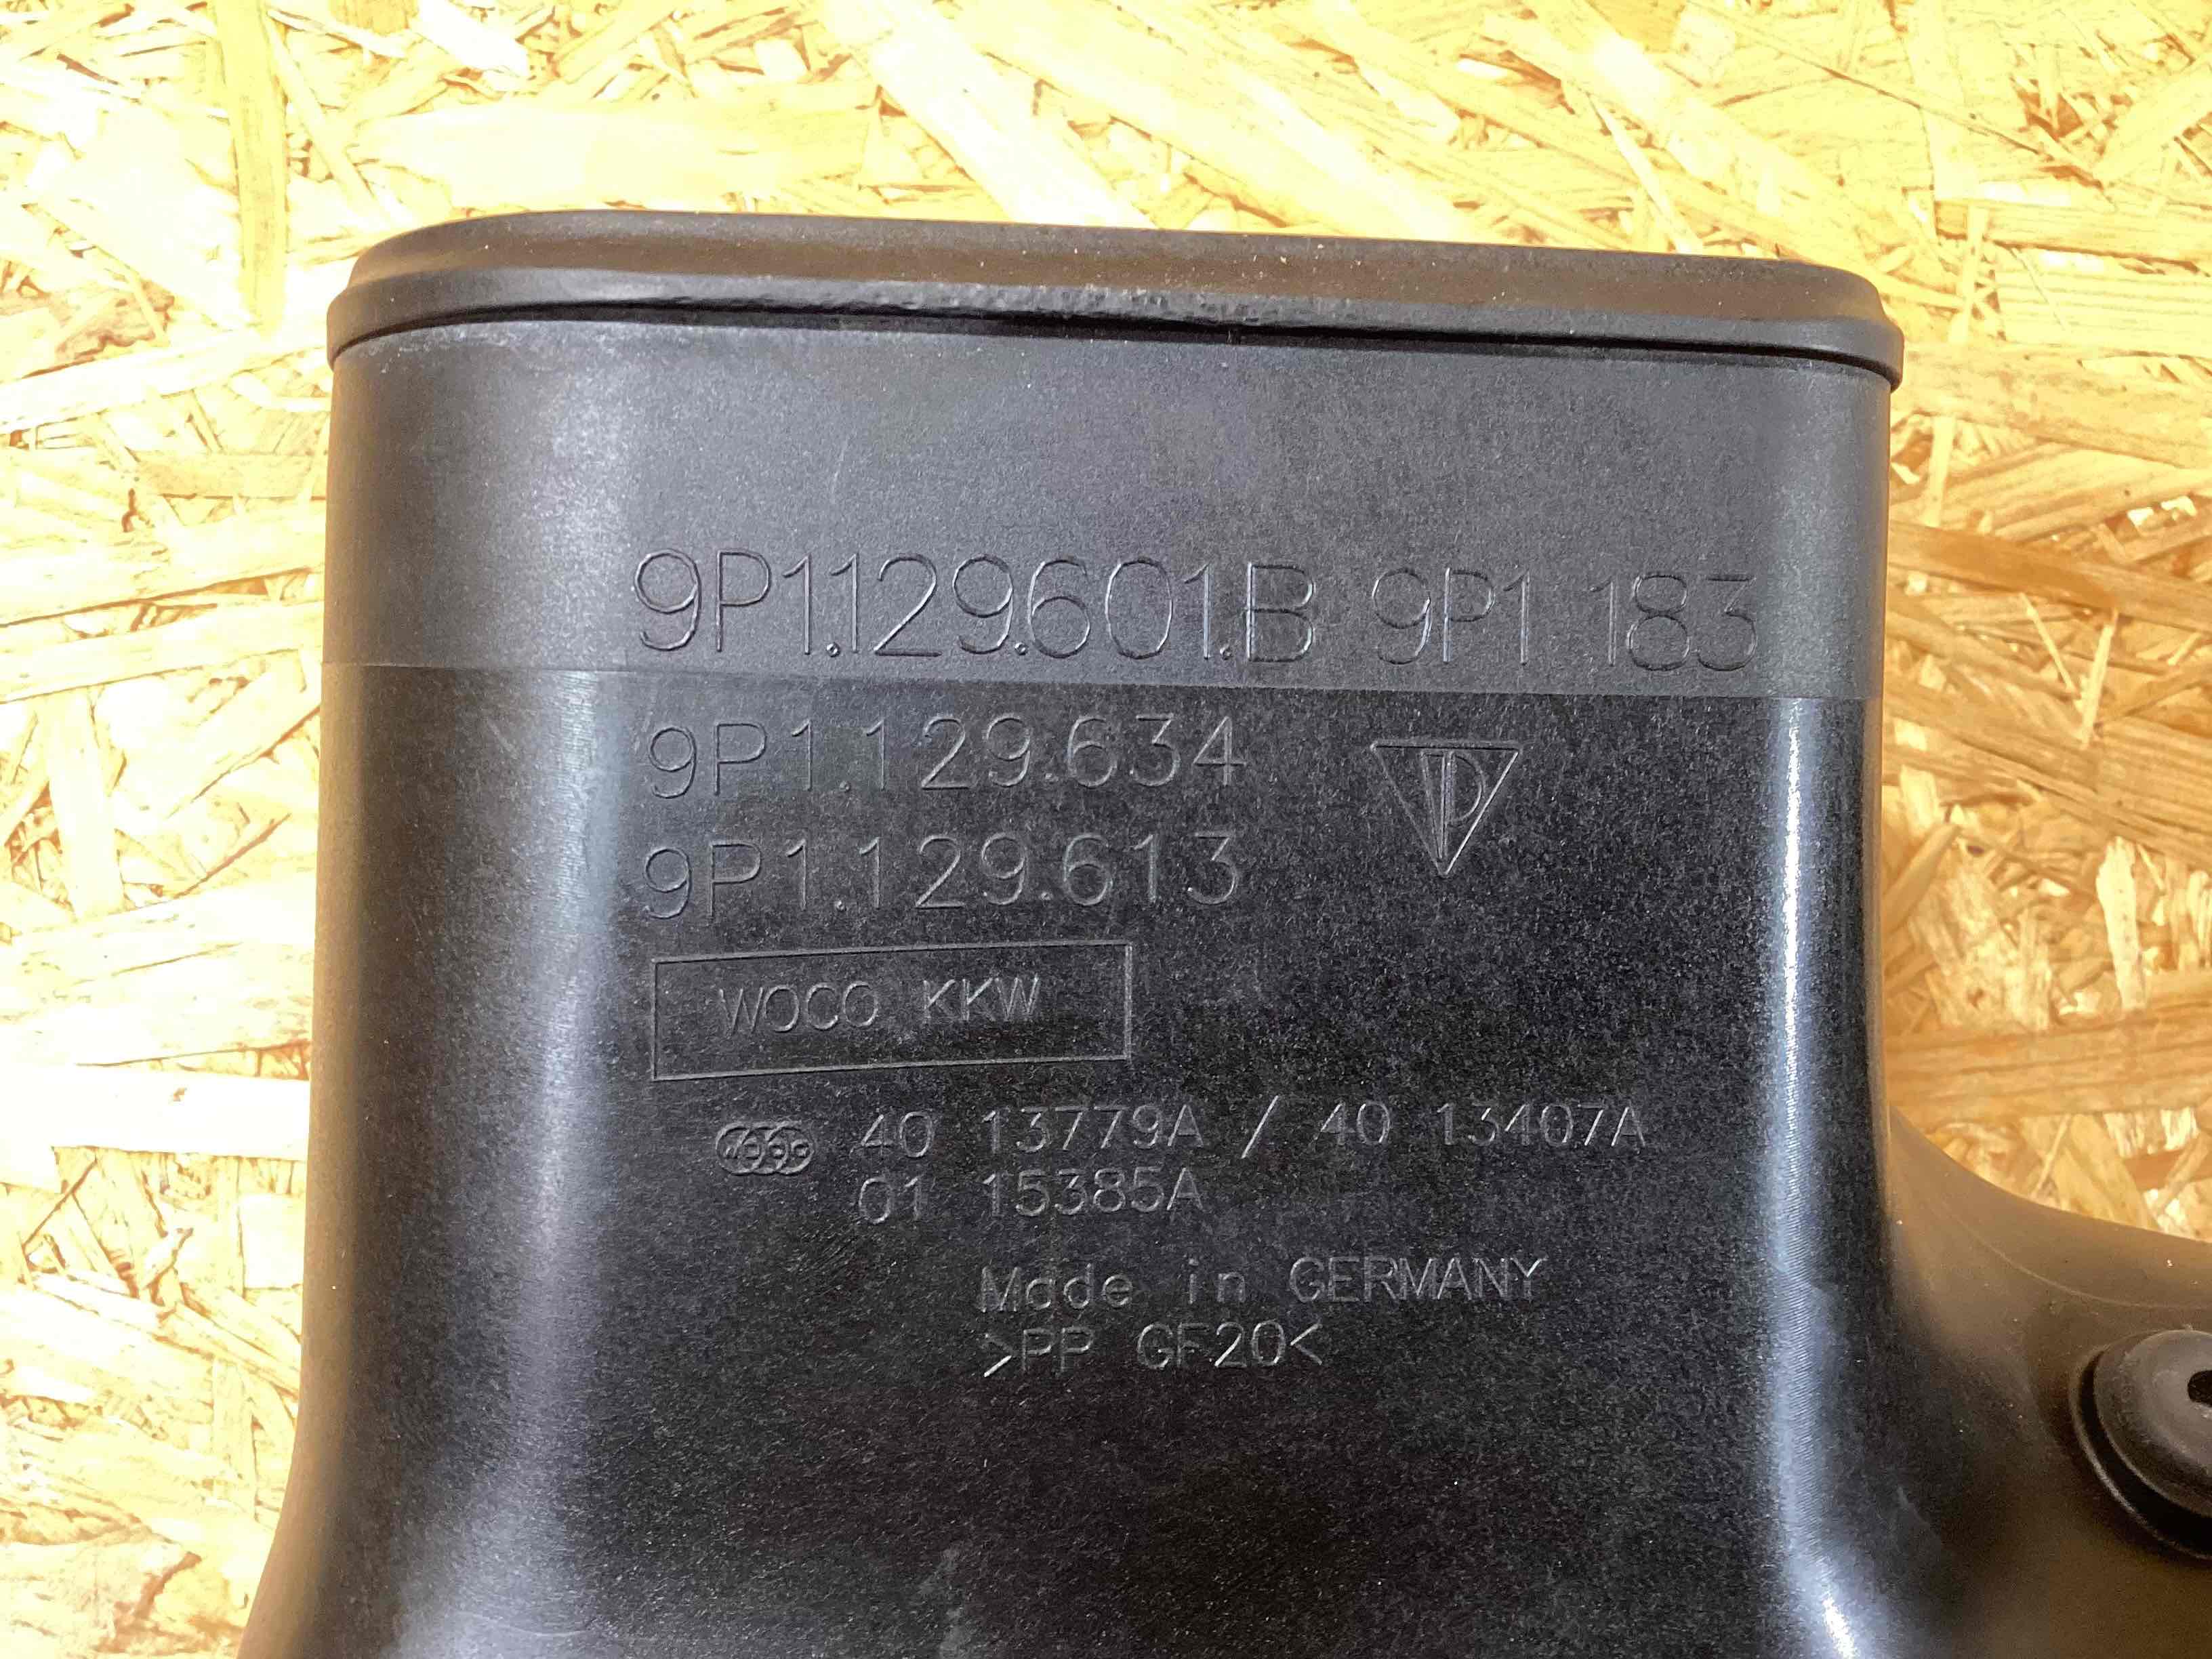 9P1.129.601.B 9P1 183
9P1.129.634
9P1.129.613
WOCO KKW
woco 40 13779A / 40 13407A
01 15385A
Made in GERMANY
>PP GF20<